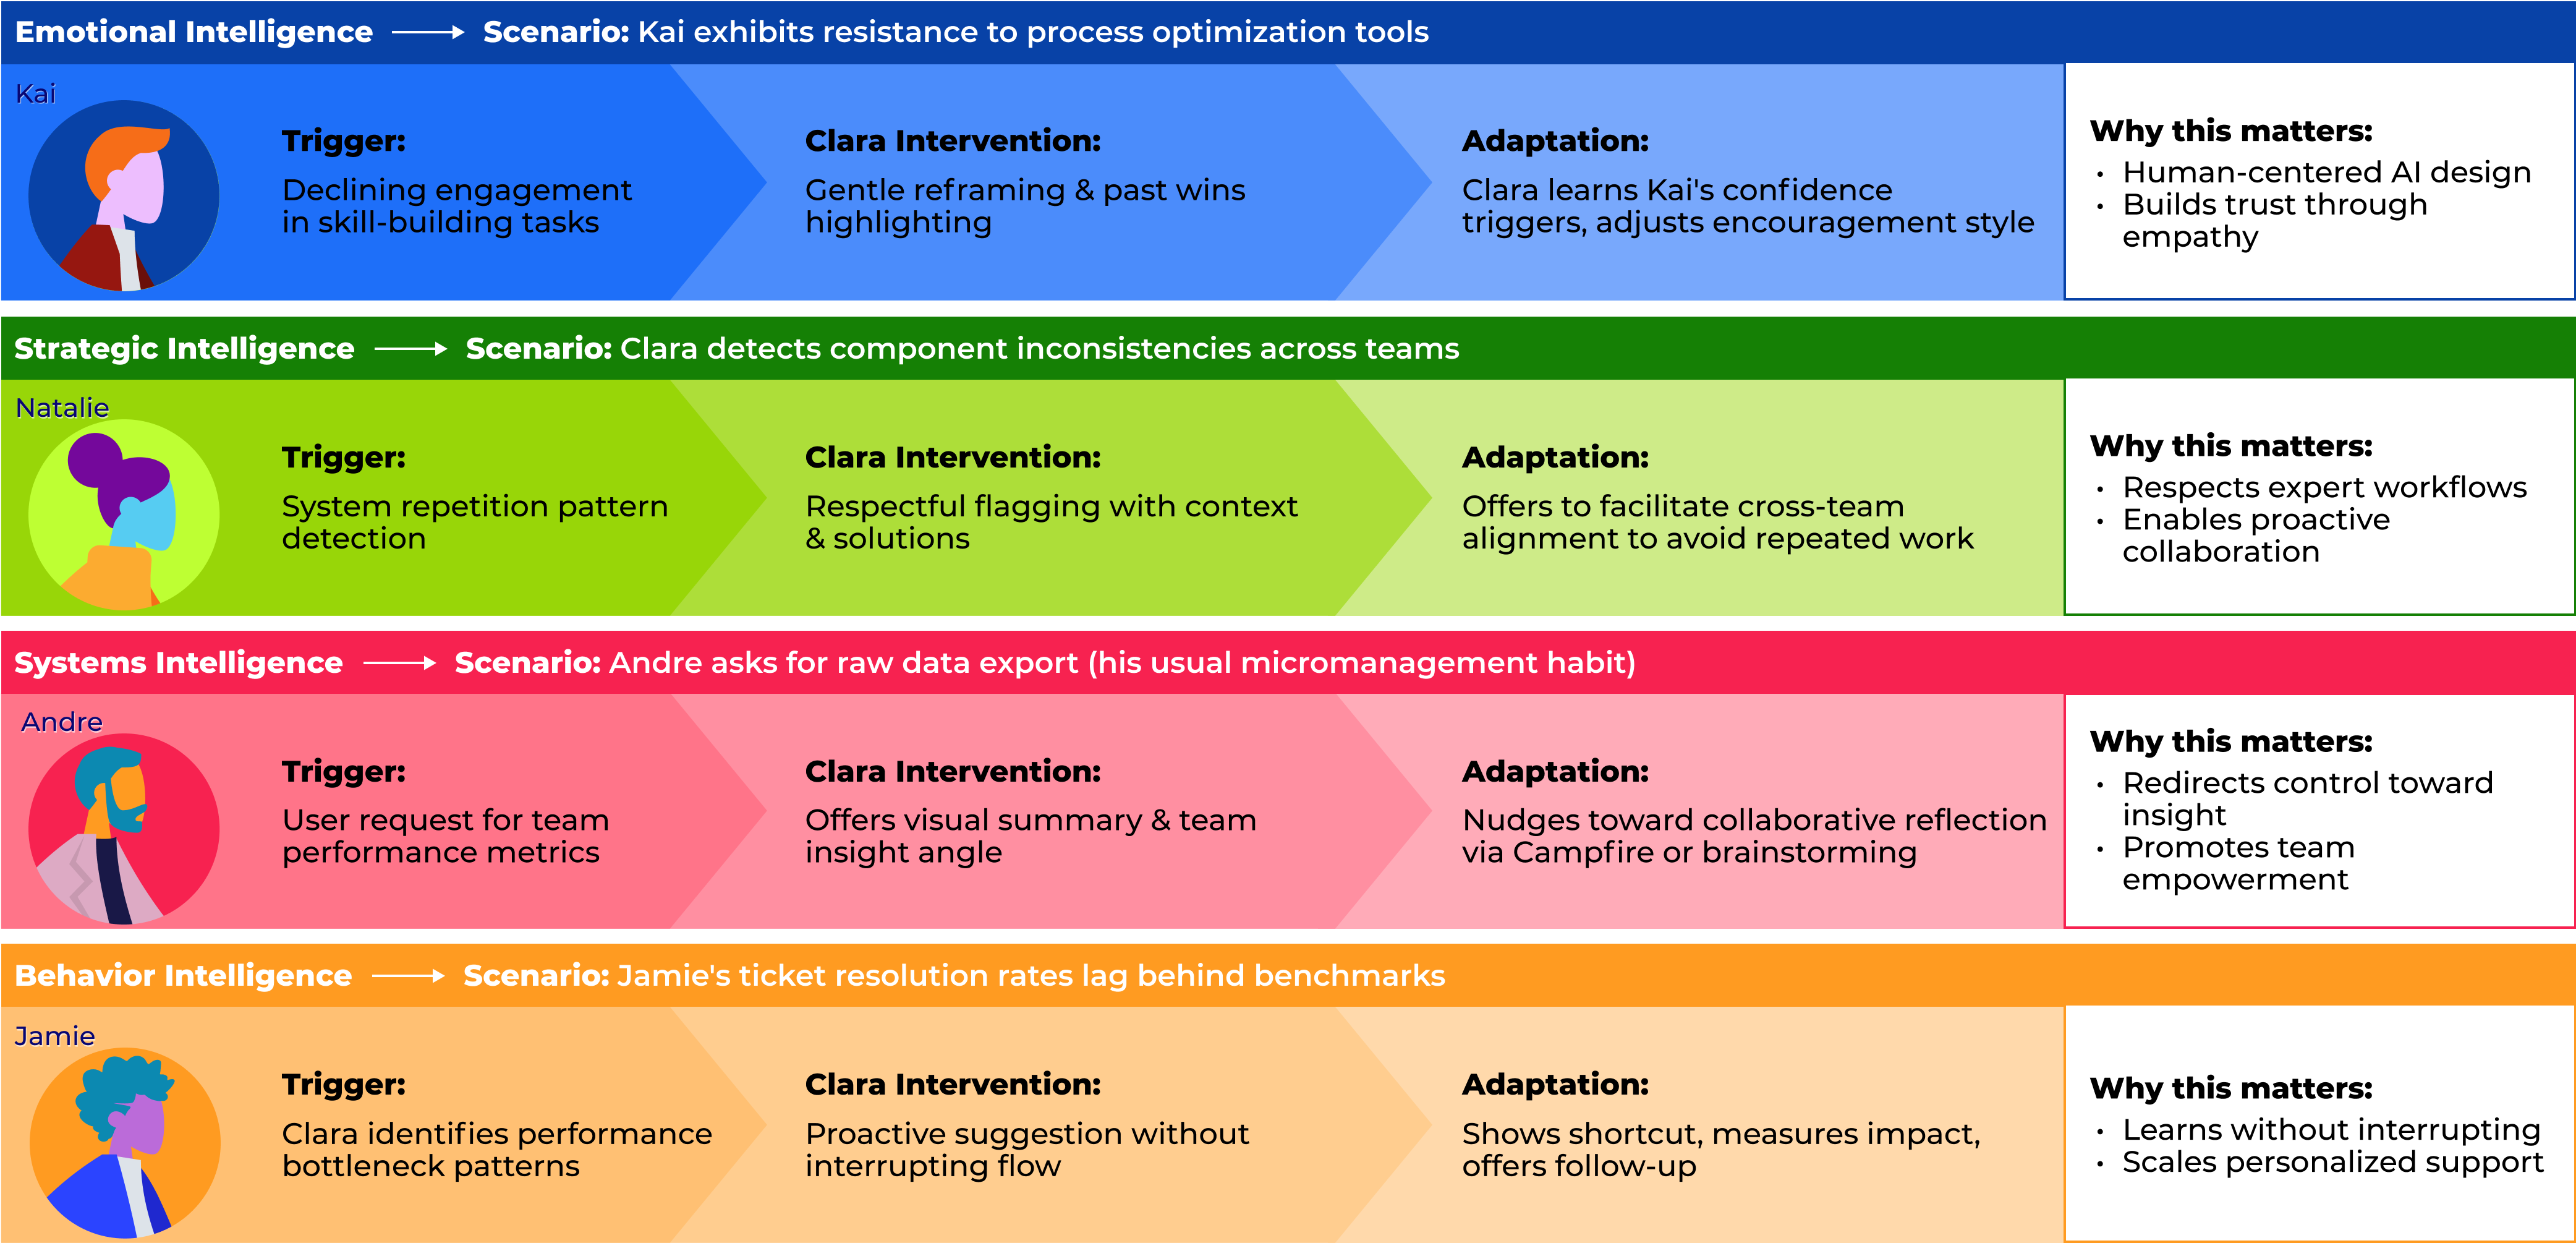 Emotional Intelligence → Scenario: Kai exhibits resistance to process optimization tools
Kai
Trigger:
Declining engagement
in skill-building tasks
Clara Intervention:
Gentle reframing & past wins
highlighting
Adaptation:
Clara learns Kai's confidence
triggers, adjusts encouragement style
Why this matters:
• Human-centered AI design
• Builds trust through
empathy
Strategic Intelligence → Scenario: Clara detects component inconsistencies across teams
Natalie
Trigger:
System repetition pattern
detection
Clara Intervention:
Respectful flagging with context
& solutions
Adaptation:
Offers to facilitate cross-team
alignment to avoid repeated work
Why this matters:
• Respects expert workflows
• Enables proactive
collaboration
Systems Intelligence → Scenario: Andre asks for raw data export (his usual micromanagement habit)
Andre
Trigger:
User request for team
performance metrics
Clara Intervention:
Offers visual summary & team
insight angle
Adaptation:
Nudges toward collaborative reflection
via Campfire or brainstorming
Why this matters:
• Redirects control toward
insight
• Promotes team
empowerment
Behavior Intelligence → Scenario: Jamie's ticket resolution rates lag behind benchmarks
Jamie
Trigger:
Clara identifies performance
bottleneck patterns
Clara Intervention:
Proactive suggestion without
interrupting flow
Adaptation:
Shows shortcut, measures impact,
offers follow-up
Why this matters:
• Learns without interrupting
• Scales personalized support